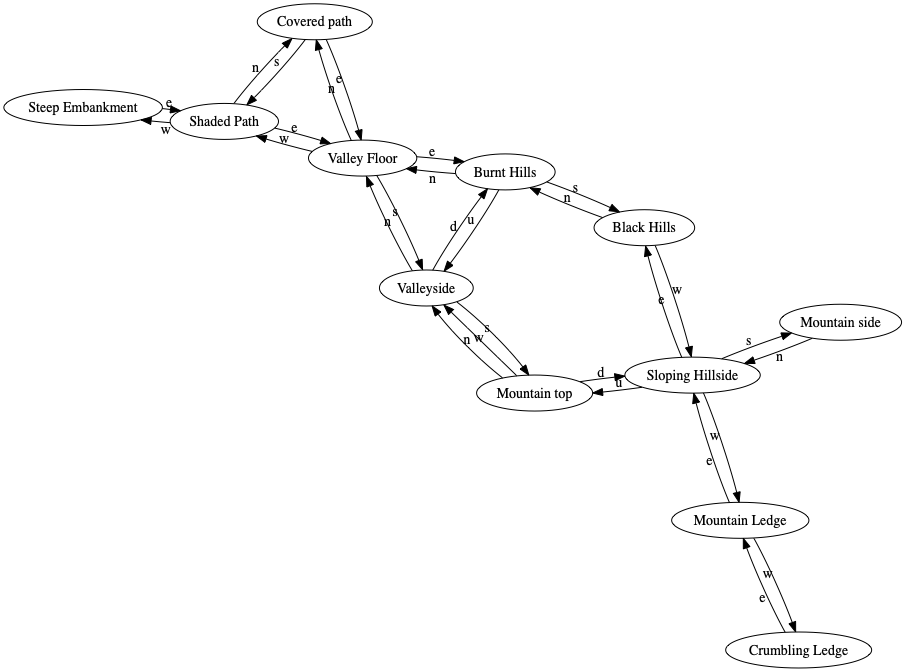 Covered path
n
s
e
n
Steep Embankment
e
w
Shaded Path
e
w
Valley Floor
e
n
Burnt Hills
s
n
Black Hills
s
n
d
u
Valleyside
w
e
s
w
n
Mountain side
s
n
d
u
Mountain top
Sloping Hillside
w
e
Mountain Ledge
w
e
Crumbling Ledge